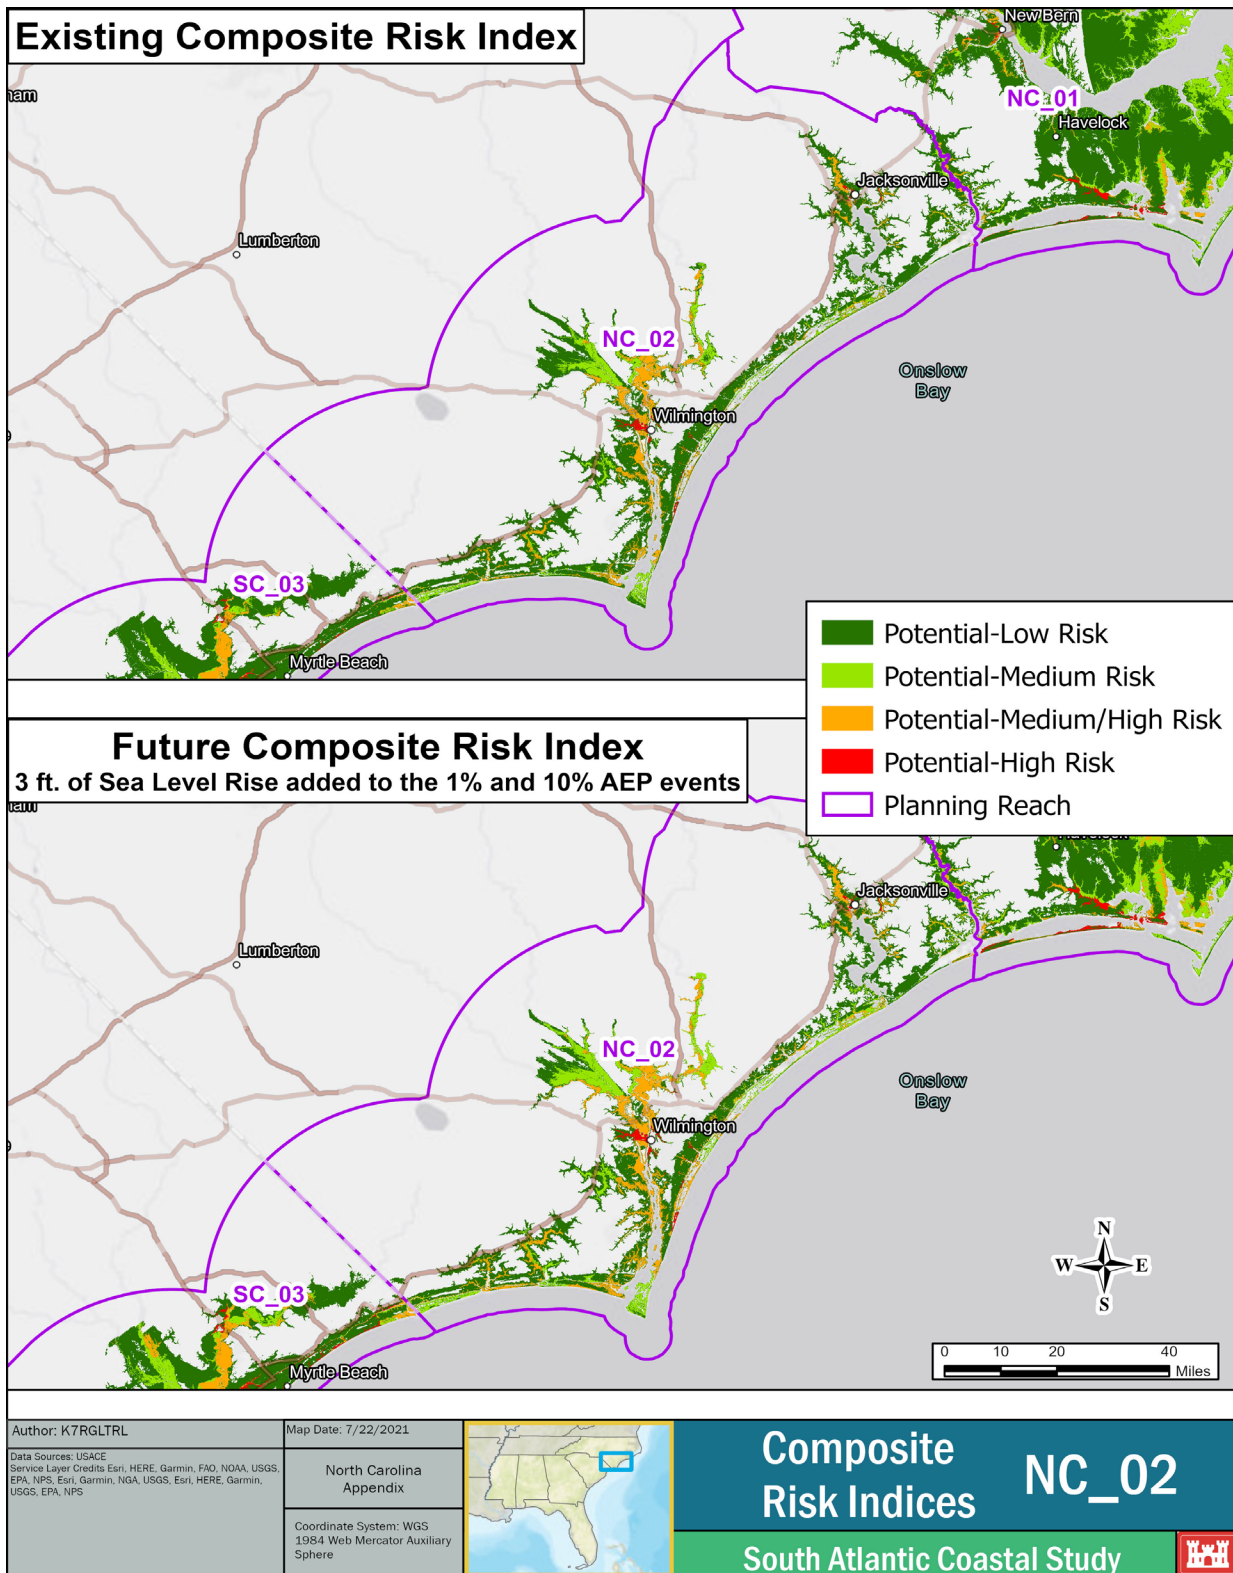 Existing Composite Risk Index
New Bern
ham
NC_01
Havelock
Jacksonville
Lumberton
NC_02
Onslow
Bay
Wilmington
9
SC_03
Myrtle Beach
Potential-Low Risk
Potential-Medium Risk
Potential-Medium/High Risk
Potential-High Risk
Planning Reach
Future Composite Risk Index
3 ft. of Sea Level Rise added to the 1% and 10% AEP events
Jacksonville
Lumberton
NC_02
Onslow
Bay
Wilmington
9
N
W E
S
SC_03
Myrtle Beach
0 10 20 40
Miles
Author: K7RGLTRL
Data Sources: USACE
Service Layer Credits Esri, HERE, Garmin, FAO, NOAA, USGS,
EPA, NPS, Esri, Garmin, NGA, USGS, Esri, HERE, Garmin,
USGS, EPA, NPS
Map Date: 7/22/2021
North Carolina
Appendix
Coordinate System: WGS
1984 Web Mercator Auxiliary
Sphere
Composite
Risk Indices
NC_02
South Atlantic Coastal Study